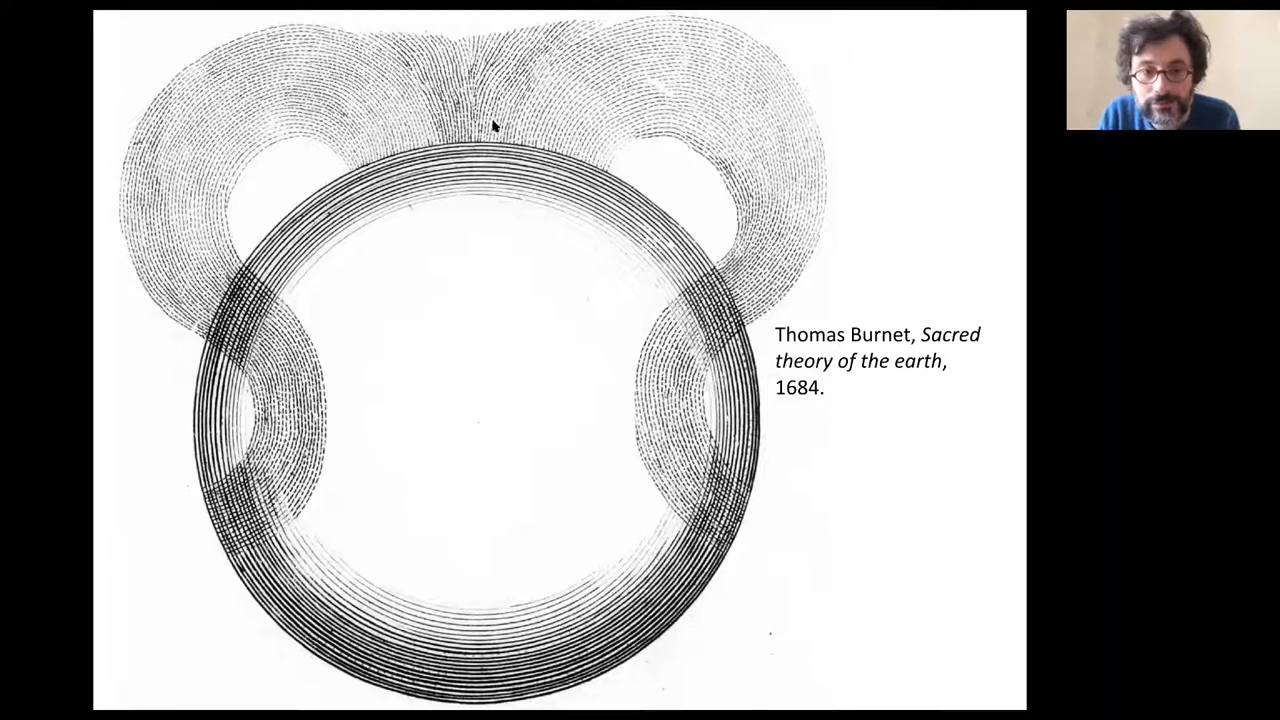 Thomas Burnet, Sacred
theory of the earth,
1684.